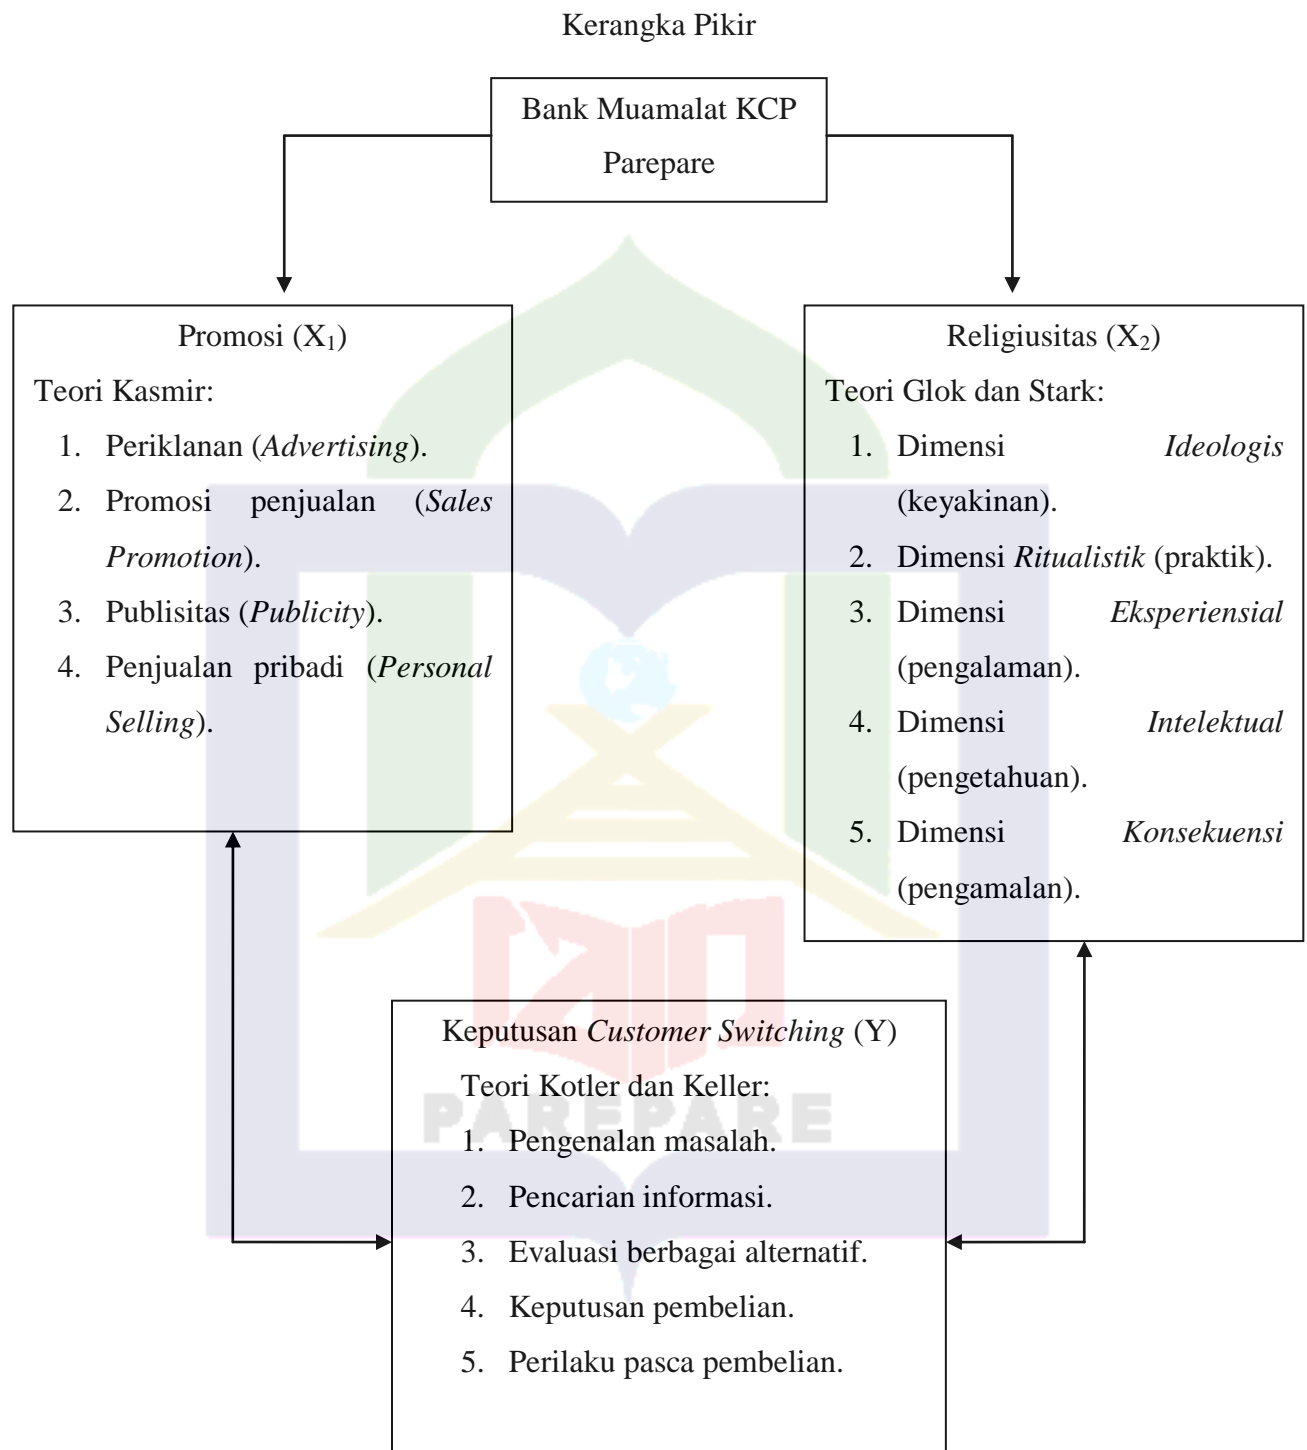 Kerangka Pikir
Bank Muamalat KCP
Parepare
Promosi (X₁)
Teori Kasmir:
1. Periklanan (Advertising).
2. Promosi penjualan (Sales
Promotion).
3. Publisitas (Publicity).
4. Penjualan pribadi (Personal
Selling).
Religiusitas (X₂)
Teori Glok dan Stark:
1. Dimensi Ideologis
(keyakinan).
2. Dimensi Ritualistik (praktik).
3. Dimensi Eksperiensial
(pengalaman).
4. Dimensi Intelektual
(pengetahuan).
5. Dimensi Konsekuensi
(pengamalan).
Keputusan Customer Switching (Y)
Teori Kotler dan Keller:
PAREPARE
1. Pengenalan masalah.
2. Pencarian informasi.
3. Evaluasi berbagai alternatif.
4. Keputusan pembelian.
5. Perilaku pasca pembelian.